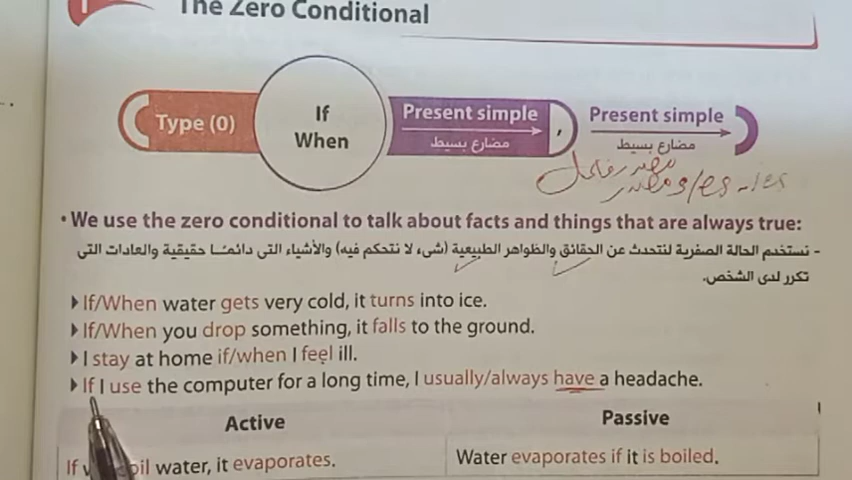 The Zero Conditional
Type (0)
If
When
Present simple
مضارع بسيط
,
Present simple
مضارع بسيط
• We use the zero conditional to talk about facts and things that are always true:
- نستخدم الحالة الصفرية لنتحدث عن الحقائق والظواهر الطبيعية (شيء لا نتحكم فيه) والأشياء التى دائمًا حقيقية والعادات التى
تكرر لدى الشخص.
If/When water gets very cold, it turns into ice.
If/When you drop something, it falls to the ground.
I stay at home if/when I feel ill.
If I use the computer for a long time, I usually/always have a headache.
Active
Passive
If water, it evaporates.
Water evaporates if it is boiled.